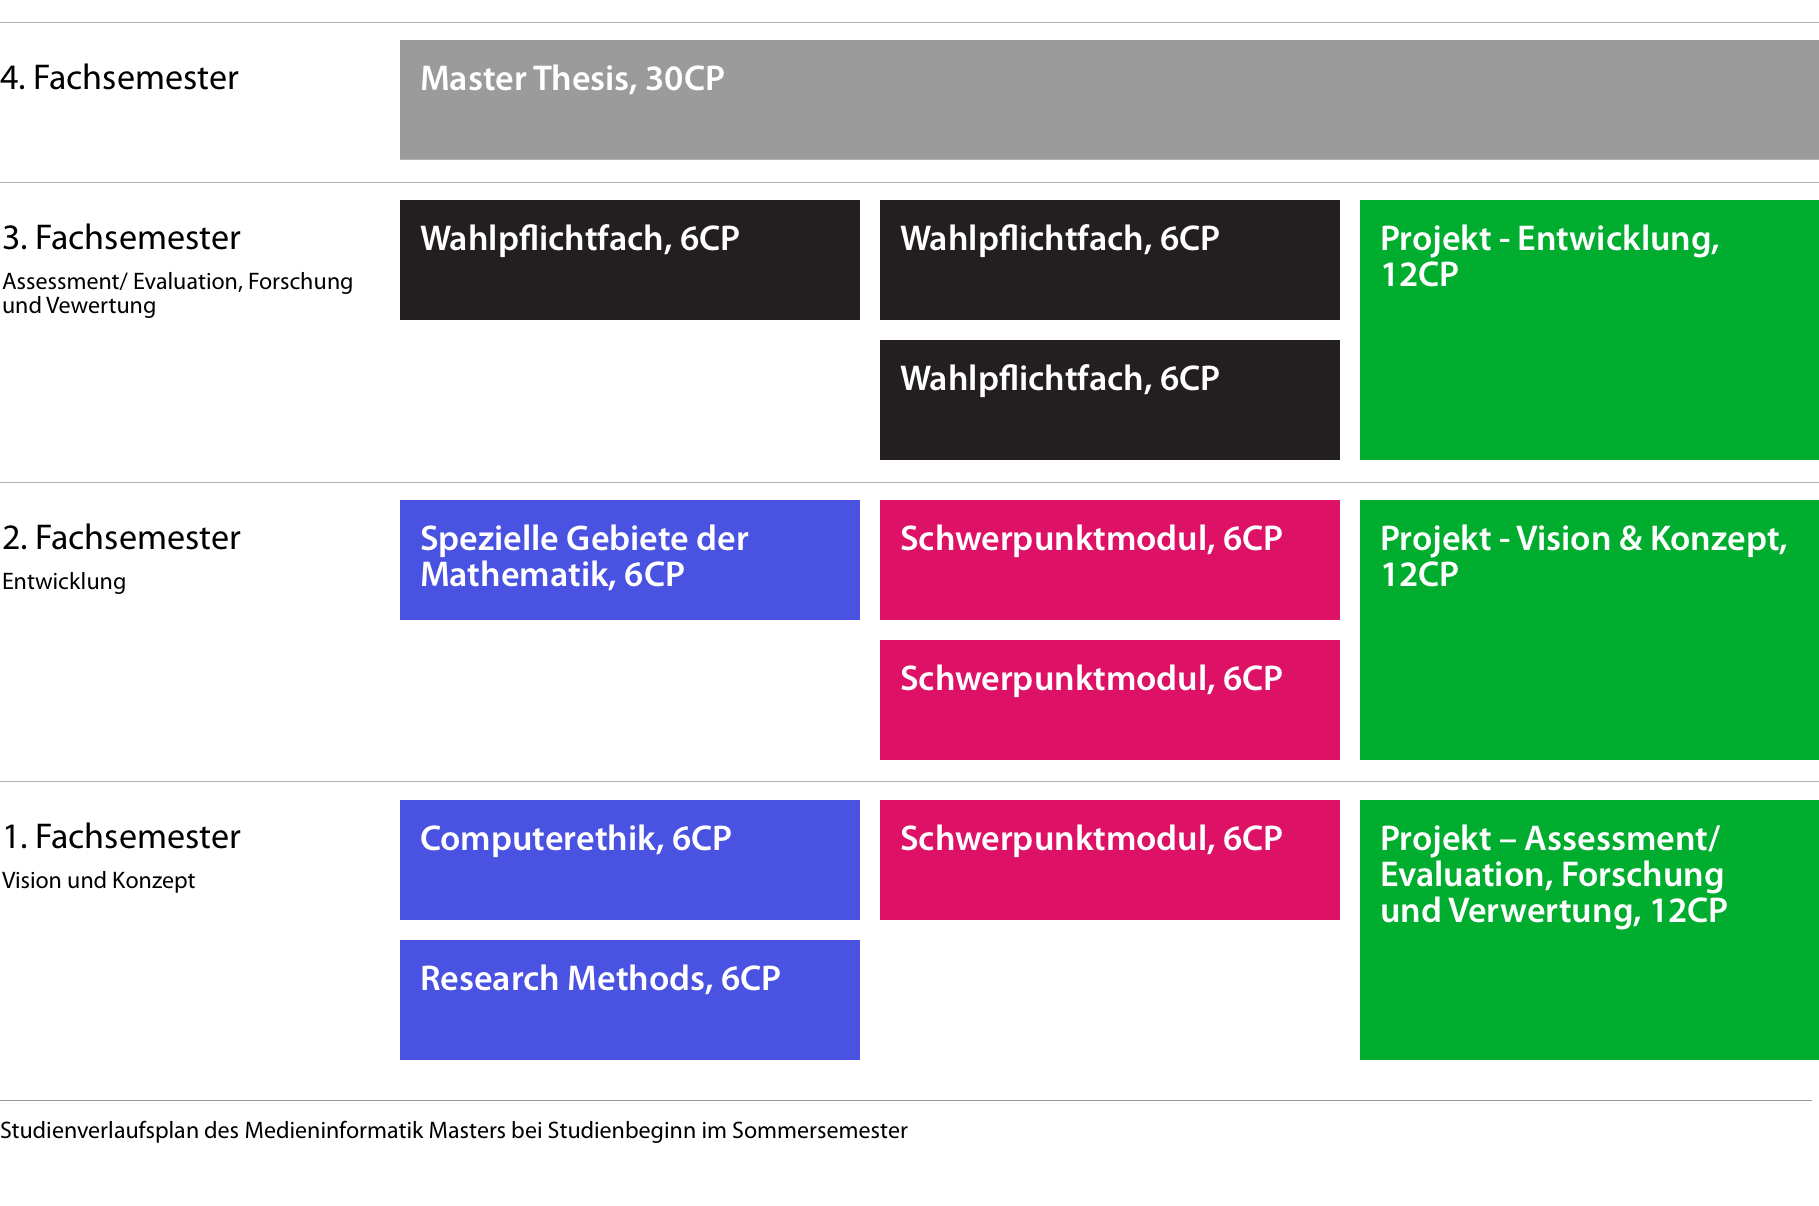 4. Fachsemester
Master Thesis, 30CP
3. Fachsemester
Assessment/ Evaluation, Forschung
und Vewertung
Wahlpflichtfach, 6CP
Wahlpflichtfach, 6CP
Wahlpflichtfach, 6CP
Projekt - Entwicklung,
12CP
2. Fachsemester
Entwicklung
Spezielle Gebiete der
Mathematik, 6CP
Schwerpunktmodul, 6CP
Schwerpunktmodul, 6CP
Projekt - Vision & Konzept,
12CP
1. Fachsemester
Vision und Konzept
Computerethik, 6CP
Research Methods, 6CP
Schwerpunktmodul, 6CP
Projekt – Assessment/
Evaluation, Forschung
und Verwertung, 12CP
Studienverlaufsplan des Medieninformatik Masters bei Studienbeginn im Sommersemester